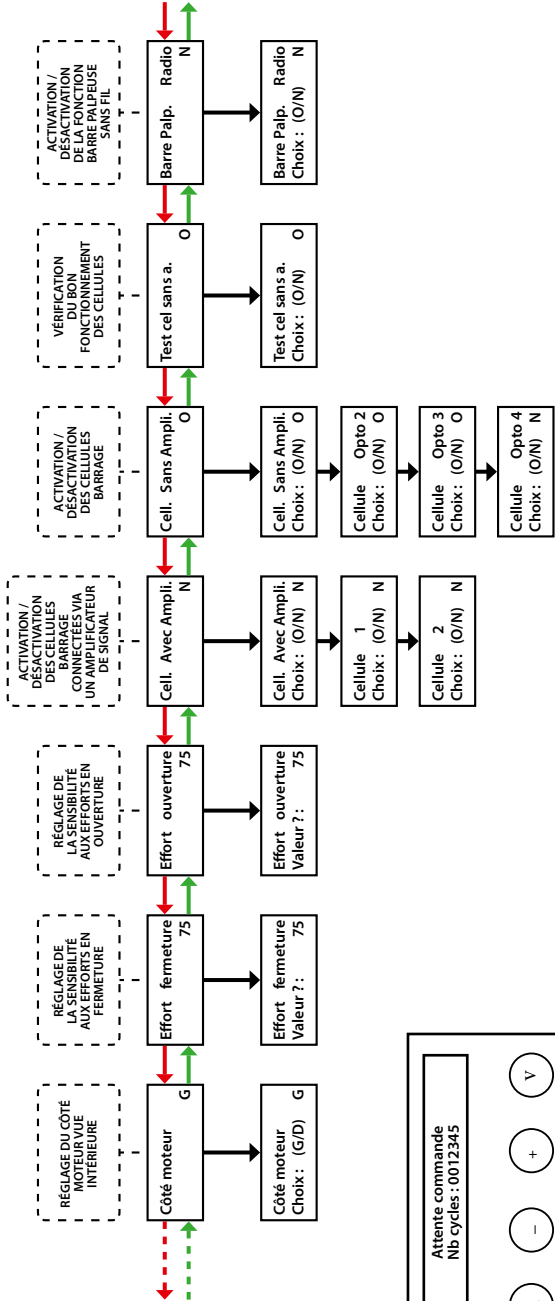 RÉGLAGE DU CÔTÉ
MOTEUR VUE
INTÉRIEURE
Côté moteur
G
Côté moteur
Choix : (G/D) G
RÉGLAGE DE
LA SENSIBILITÉ
AUX EFFORTS EN
FERMETURE
Effort fermeture
75
Effort fermeture
Valeur ? : 75
RÉGLAGE DE
LA SENSIBILITÉ
AUX EFFORTS EN
OUVERTURE
Effort ouverture
75
Effort ouverture
Valeur ? : 75
ACTIVATION /
DÉSACTIVATION
DES CELLULES
BARRAGE
CONNECTÉES VIA
UN AMPLIFICATEUR
DE SIGNAL
Cell. Avec Ampli.
N
Cell. Avec Ampli.
Choix : (O/N) N
Cellule 1
Choix : (O/N) N
Cellule 2
Choix : (O/N) N
ACTIVATION /
DÉSACTIVATION
DES CELLULES
BARRAGE
Cell. Sans Ampli.
O
Cell. Sans Ampli.
Choix : (O/N) O
Cellule Opto 2
Choix : (O/N) O
Cellule Opto 3
Choix : (O/N) O
Cellule Opto 4
Choix : (O/N) N
VÉRIFICATION
DU BON
FONCTIONNEMENT
DES CELLULES
Test cel sans a.
O
Test cel sans a.
Choix : (O/N) O
ACTIVATION /
DÉSACTIVATION
DE LA FONCTION
BARRE PALPEUSE
SANS FIL
Barre Palp. Radio
N
Barre Palp. Radio
Choix : (O/N) N
Attente commande
Nb cycles : 0012345
– + V